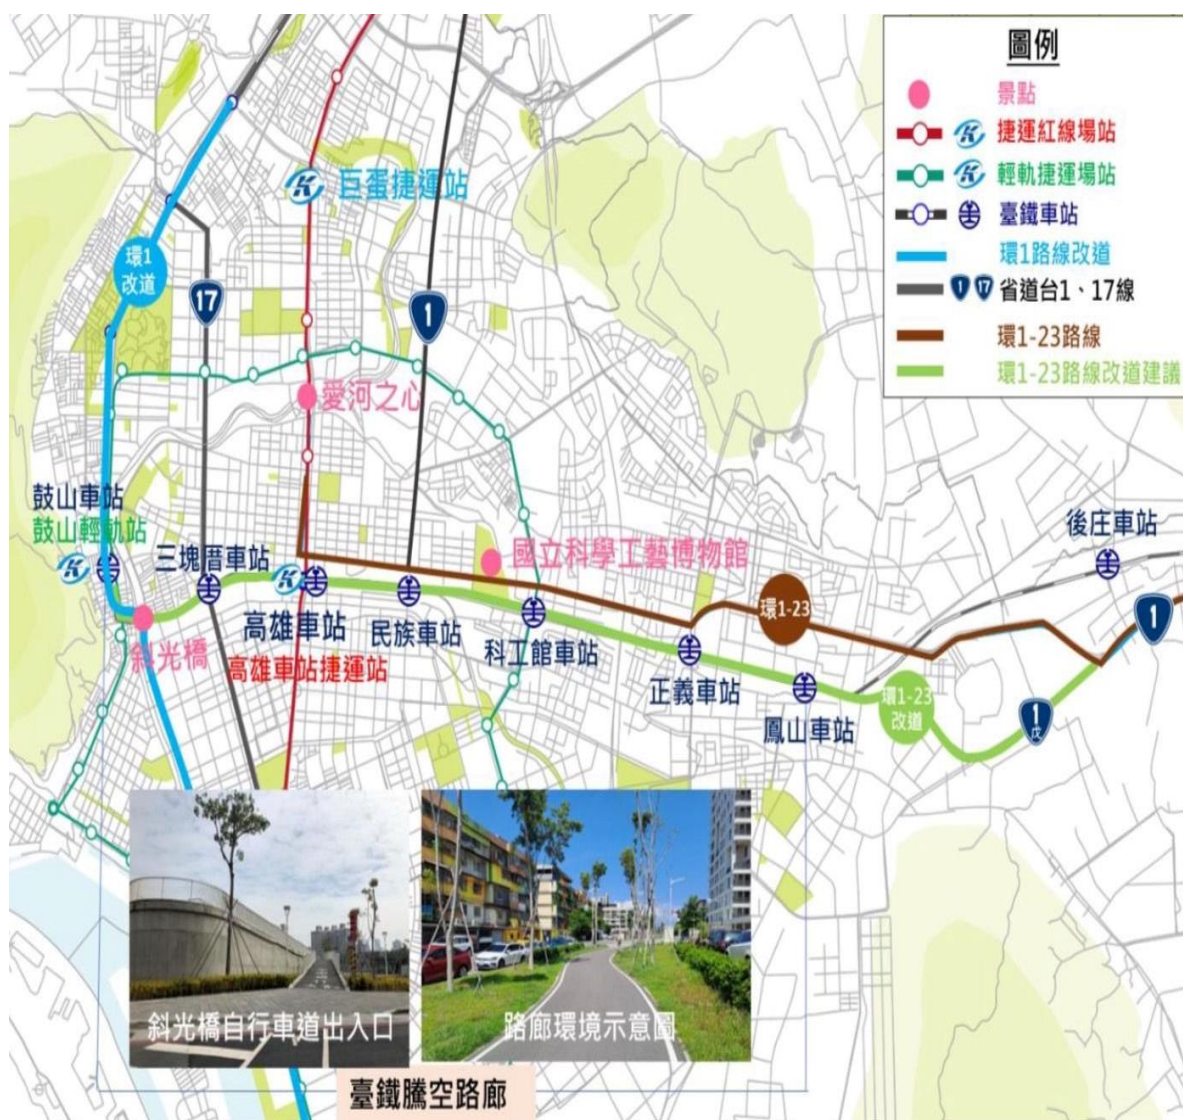 圖例
景點
捷運紅線場站
輕軌捷運場站
臺鐵車站
環1路線改道
1 17 省道台1、17線
環1-23路線
環1-23路線改道建議
巨蛋捷運站
環1
改道
17
1
愛河之心
鼓山車站
鼓山輕軌站
三塊厝車站
國立科學工藝博物館
後庄車站
環1-23
1
斜光橋
高雄車站
高雄車站捷運站
民族車站
科工館車站
正義車站
鳳山車站
環1-23
改道
1
戊
斜光橋自行車道出入口
路廊環境示意圖
臺鐵騰空路廊